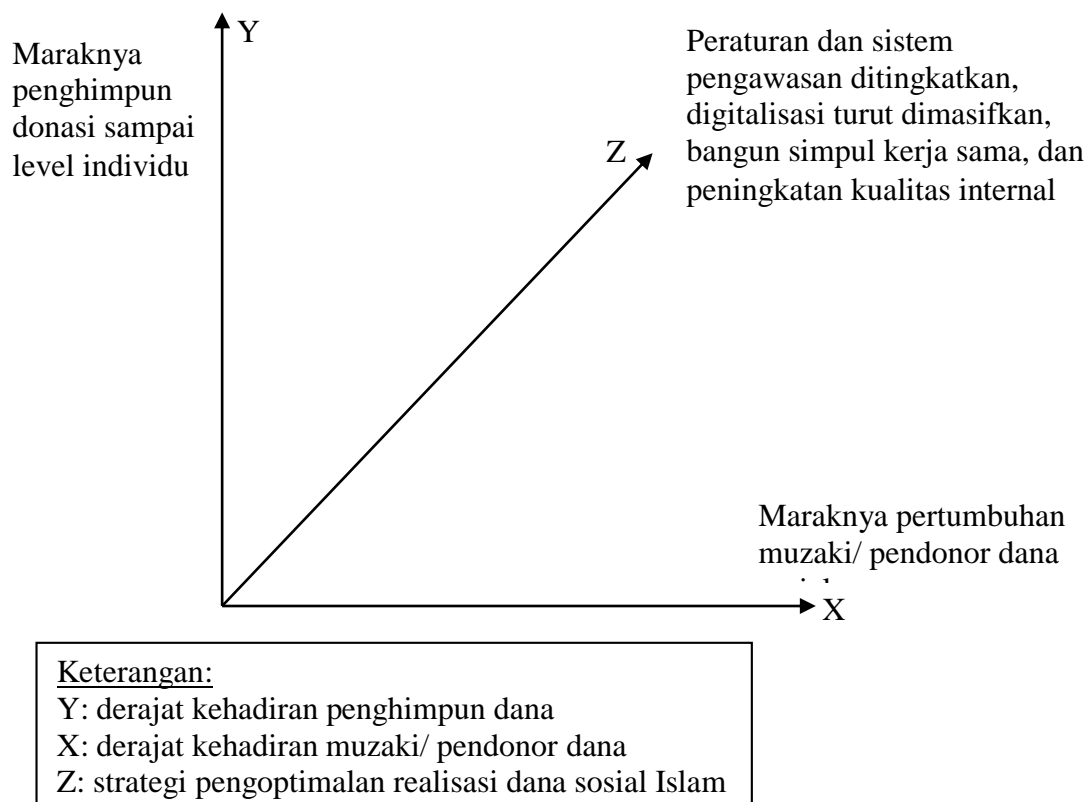 Y
Maraknya
penghimpun
donasi sampai
level individu
Peraturan dan sistem
pengawasan ditingkatkan,
digitalisasi turut dimasifkan,
bangun simpul kerja sama, dan
peningkatan kualitas internal
Z
Maraknya pertumbuhan
muzaki/ pendonor dana
X
Keterangan:
Y: derajat kehadiran penghimpun dana
X: derajat kehadiran muzaki/ pendonor dana
Z: strategi pengoptimalan realisasi dana sosial Islam